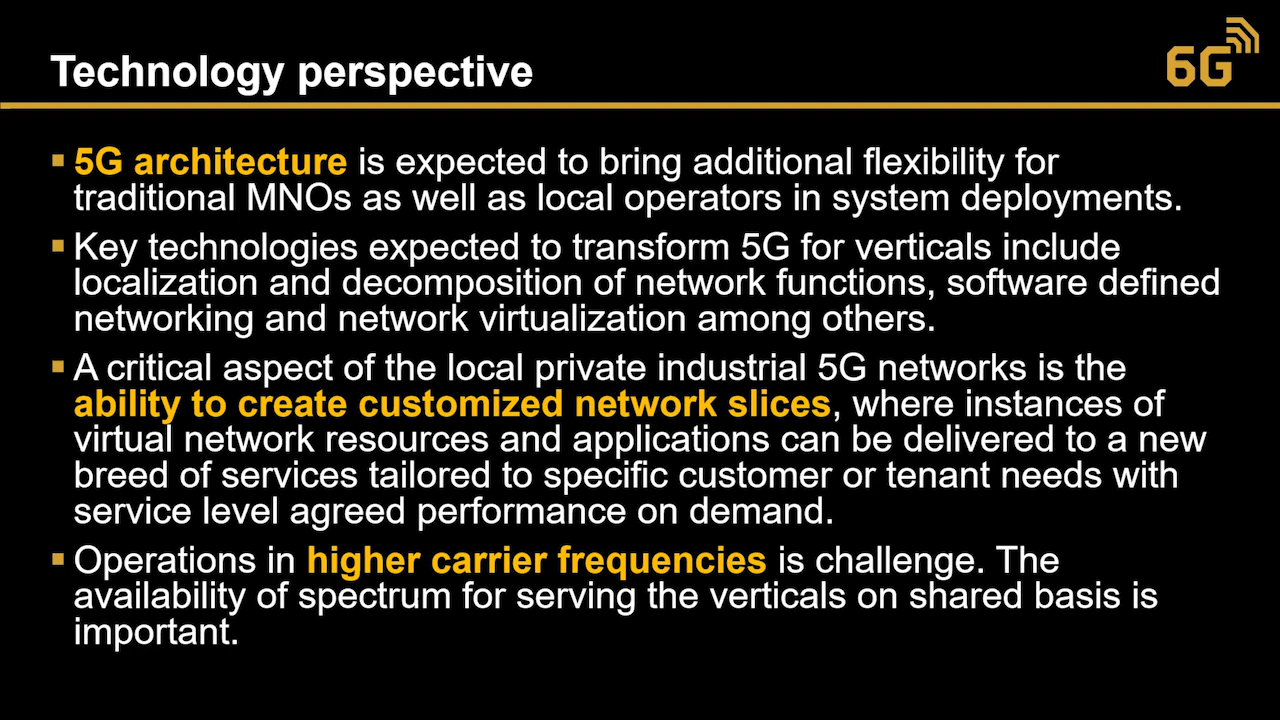 Technology perspective
6G
▪ 5G architecture is expected to bring additional flexibility for
traditional MNOs as well as local operators in system deployments.
▪ Key technologies expected to transform 5G for verticals include
localization and decomposition of network functions, software defined
networking and network virtualization among others.
▪ A critical aspect of the local private industrial 5G networks is the
ability to create customized network slices, where instances of
virtual network resources and applications can be delivered to a new
breed of services tailored to specific customer or tenant needs with
service level agreed performance on demand.
▪ Operations in higher carrier frequencies is challenge. The
availability of spectrum for serving the verticals on shared basis is
important.